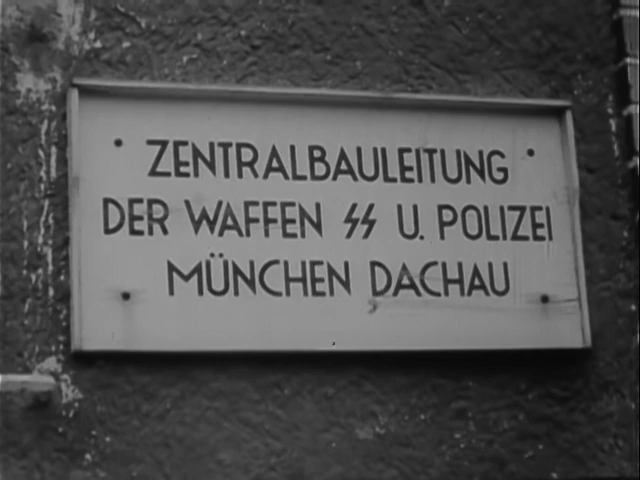 ZENTRALBAULEITUNG
DER WAFFEN ᛋᛋ U. POLIZEI
MÜNCHEN DACHAU